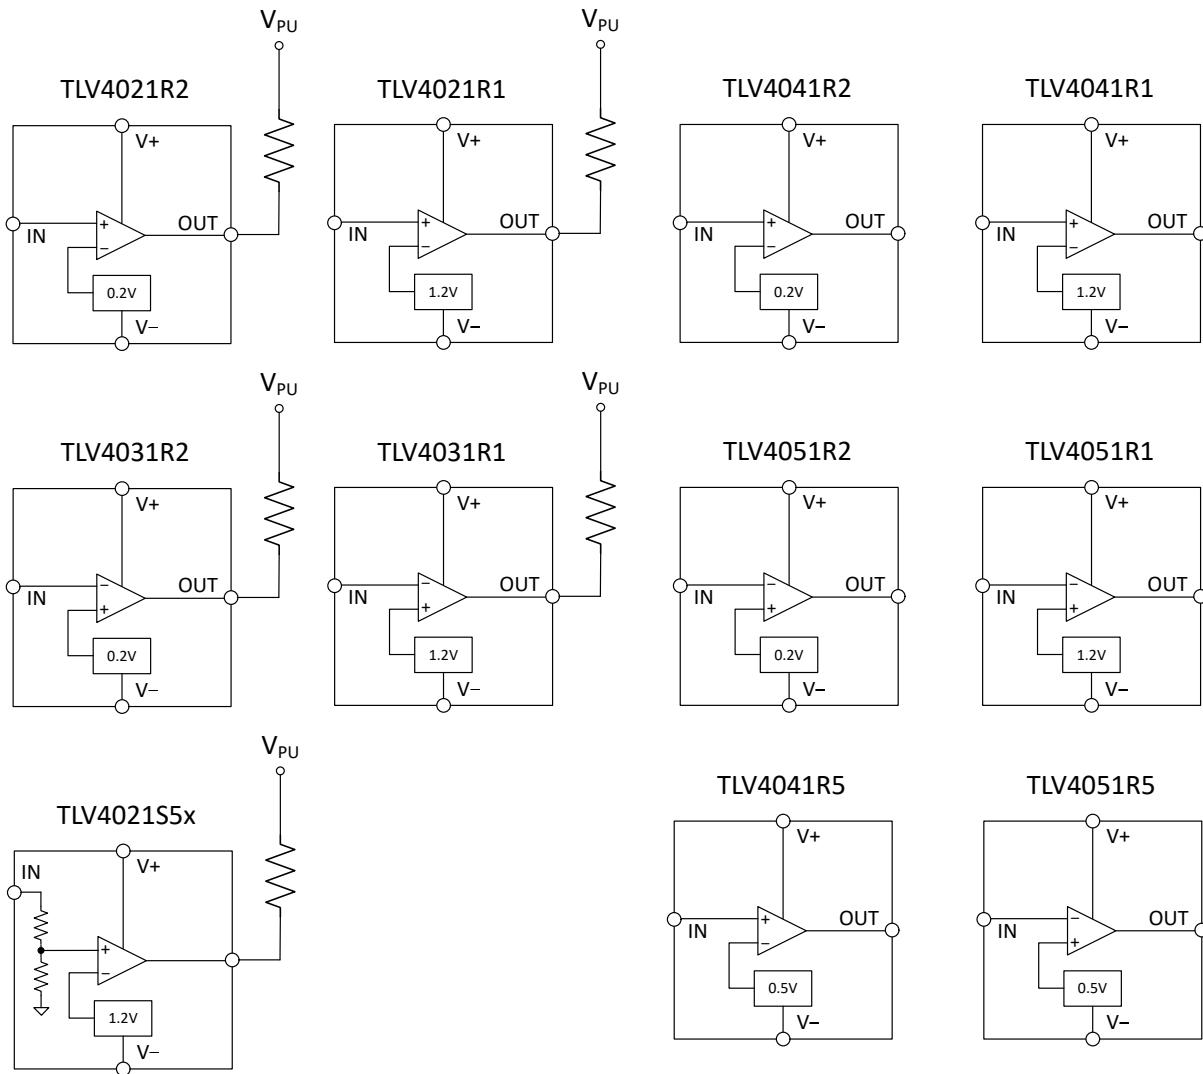 V_PU
V_PU
TLV4021R2
TLV4021R1
TLV4041R2
TLV4041R1
V+
V+
V+
V+
IN
+
−
OUT
IN
+
−
OUT
IN
+
−
OUT
IN
+
−
OUT
0.2V
1.2V
0.2V
1.2V
V−
V−
V−
V−
V_PU
V_PU
TLV4031R2
TLV4031R1
TLV4051R2
TLV4051R1
V+
V+
V+
V+
IN
−
+
OUT
IN
−
+
OUT
IN
−
+
OUT
IN
−
+
OUT
0.2V
1.2V
0.2V
1.2V
V−
V−
V−
V−
V_PU
TLV4021S5x
TLV4041R5
TLV4051R5
V+
V+
V+
IN
+
−
IN
+
−
OUT
IN
−
+
OUT
1.2V
0.5V
0.5V
V−
V−
V−